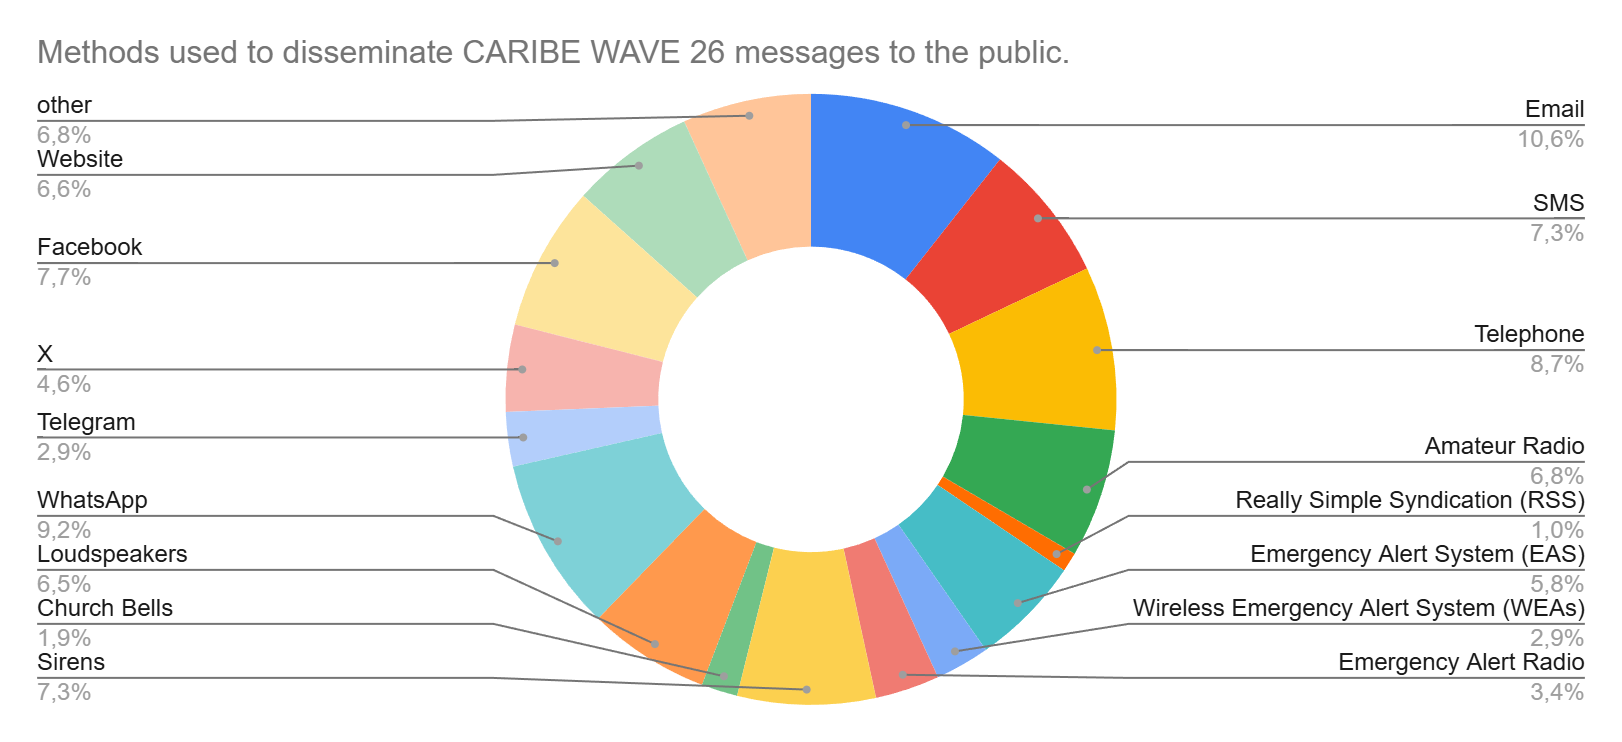 Methods used to disseminate CARIBE WAVE 26 messages to the public.
other
6,8%
Website
6,6%
Facebook
7,7%
X
4,6%
Telegram
2,9%
WhatsApp
9,2%
Loudspeakers
6,5%
Church Bells
1,9%
Sirens
7,3%
Email
10,6%
SMS
7,3%
Telephone
8,7%
Amateur Radio
6,8%
Really Simple Syndication (RSS)
1,0%
Emergency Alert System (EAS)
5,8%
Wireless Emergency Alert System (WEAs)
2,9%
Emergency Alert Radio
3,4%